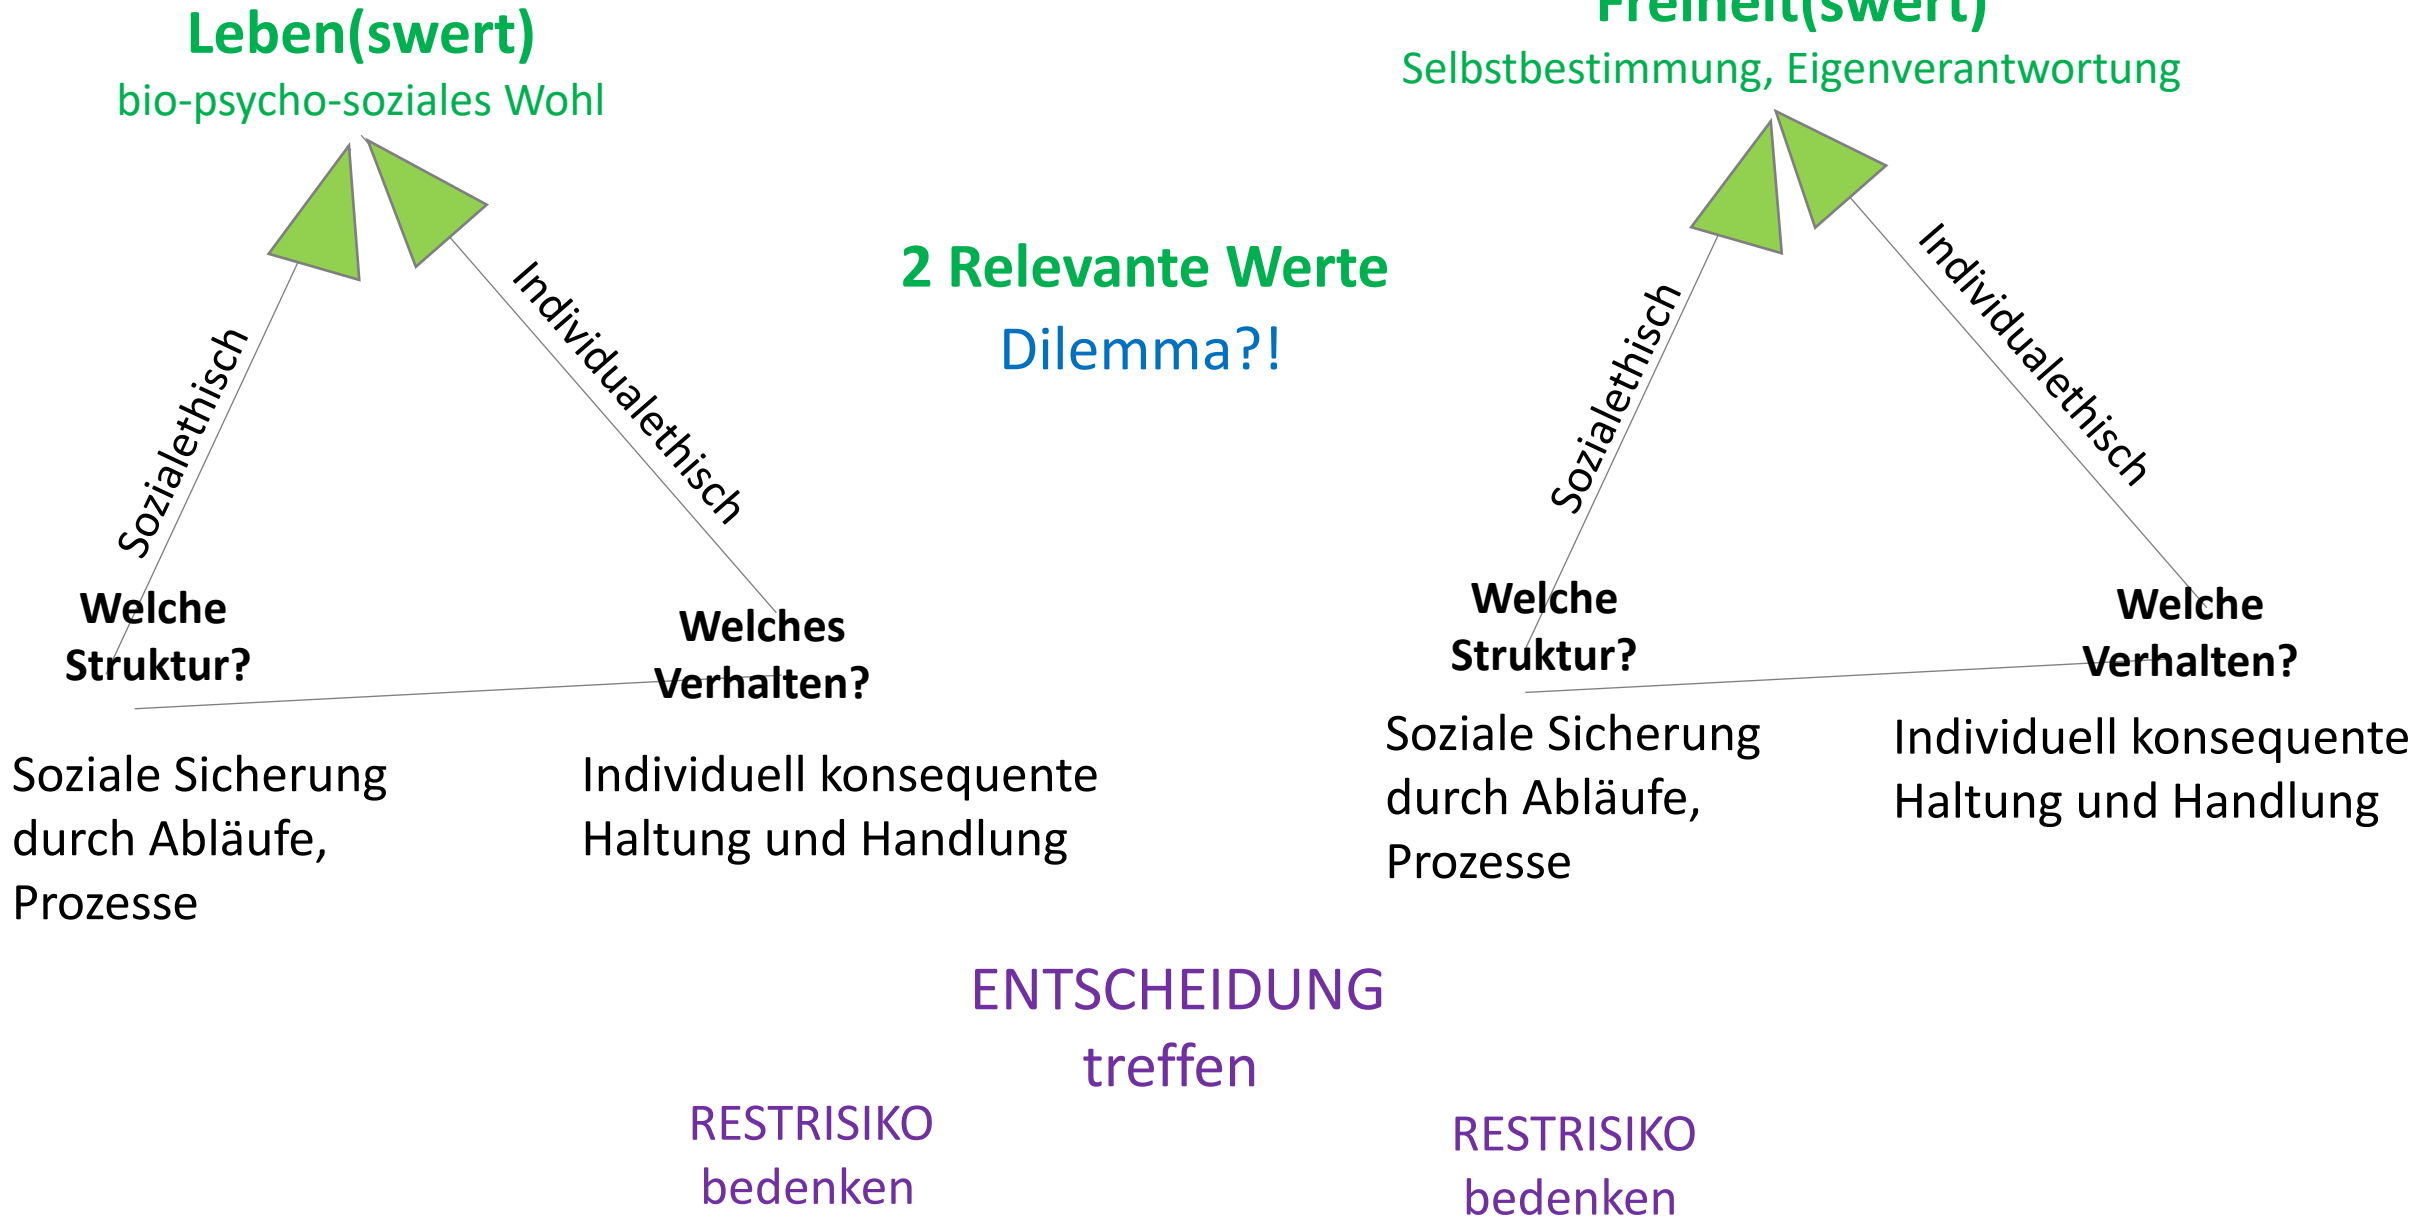 Leben(swert)
bio-psycho-soziales Wohl
Freiheit(swert)
Selbstbestimmung, Eigenverantwortung
2 Relevante Werte
Dilemma?!
Sozialethisch
Individualethisch
Welche
Struktur?
Welches
Verhalten?
Soziale Sicherung
durch Abläufe,
Prozesse
Individuell konsequente
Haltung und Handlung
Sozialethisch
Individualethisch
Welche
Struktur?
Welche
Verhalten?
Soziale Sicherung
durch Abläufe,
Prozesse
Individuell konsequente
Haltung und Handlung
ENTSCHEIDUNG
treffen
RESTRISIKO
bedenken
RESTRISIKO
bedenken